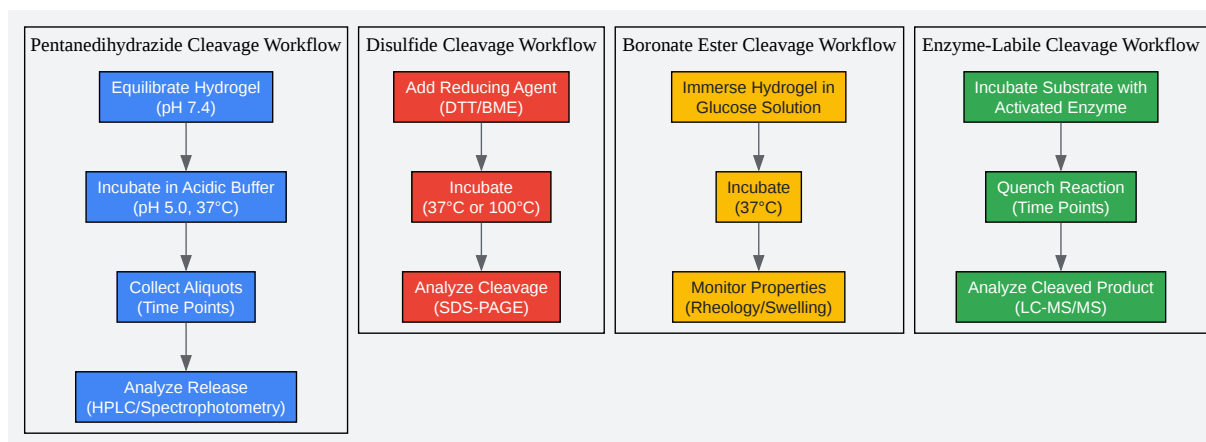 Pentanedihydrazide Cleavage Workflow
Equilibrate Hydrogel
(pH 7.4)
Incubate in Acidic Buffer
(pH 5.0, 37°C)
Collect Aliquots
(Time Points)
Analyze Release
(HPLC/Spectrophotometry)
Disulfide Cleavage Workflow
Add Reducing Agent
(DTT/BME)
Incubate
(37°C or 100°C)
Analyze Cleavage
(SDS-PAGE)
Boronate Ester Cleavage Workflow
Immerse Hydrogel in
Glucose Solution
Incubate
(37°C)
Monitor Properties
(Rheology/Swelling)
Enzyme-Labile Cleavage Workflow
Incubate Substrate with
Activated Enzyme
Quench Reaction
(Time Points)
Analyze Cleaved Product
(LC-MS/MS)